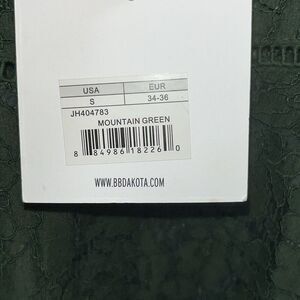 USA EUR
S 34-36
JH404783
MOUNTAIN GREEN
8 84986 18226 0
WWW.BBDAKOTA.COM